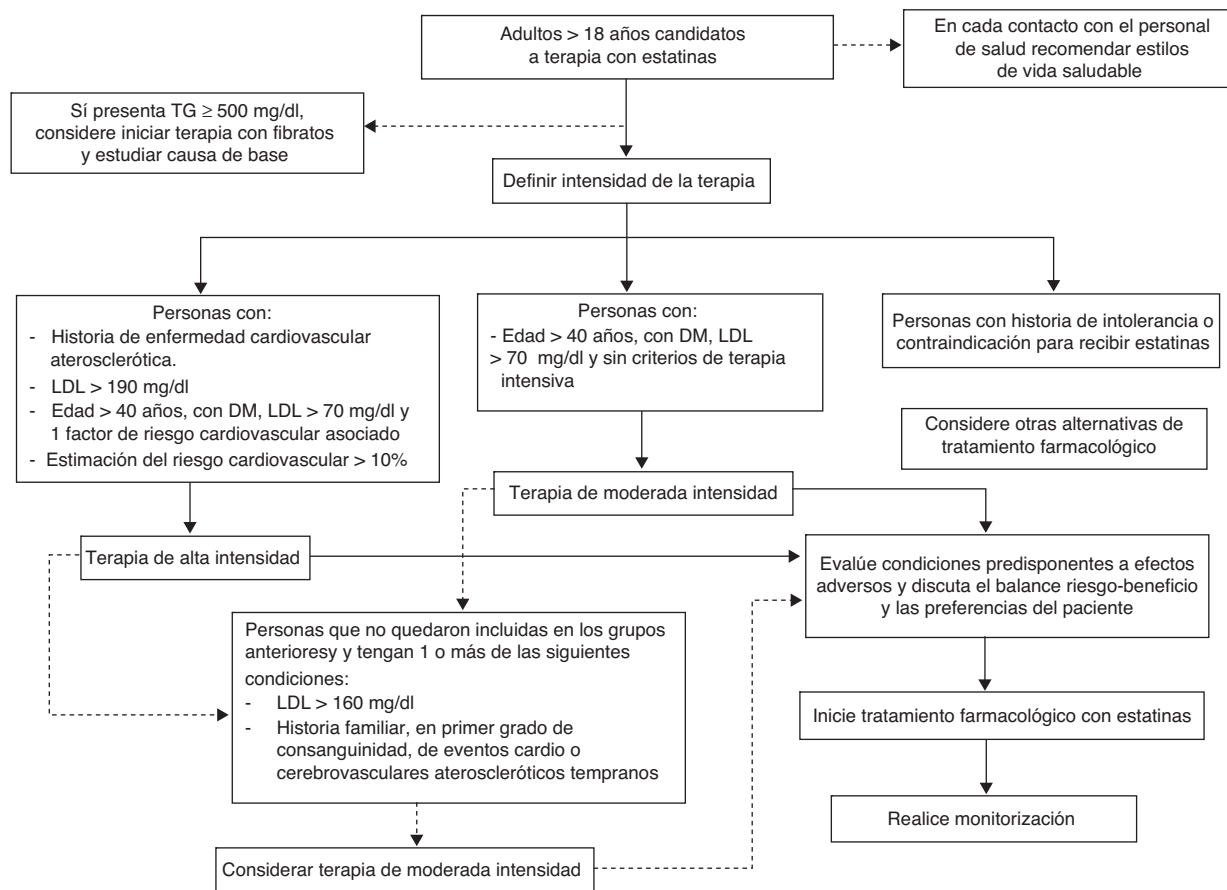 Adultos > 18 años candidatos
a terapia con estatinas
En cada contacto con el personal
de salud recomendar estilos
de vida saludable
Sí presenta TG ≥ 500 mg/dl,
considere iniciar terapia con fibratos
y estudiar causa de base
Definir intensidad de la terapia
Personas con:
- Historia de enfermedad cardiovascular
aterosclerótica.
- LDL > 190 mg/dl
- Edad > 40 años, con DM, LDL > 70 mg/dl y
1 factor de riesgo cardiovascular asociado
- Estimación del riesgo cardiovascular > 10%
Personas con:
- Edad > 40 años, con DM, LDL
> 70 mg/dl y sin criterios de terapia
intensiva
Personas con historia de intolerancia o
contraindicación para recibir estatinas
Considere otras alternativas de
tratamiento farmacológico
Terapia de moderada intensidad
Terapia de alta intensidad
Evalúe condiciones predisponentes a efectos
adversos y discuta el balance riesgo-beneficio
y las preferencias del paciente
Personas que no quedaron incluidas en los grupos
anterioresy y tengan 1 o más de las siguientes
condiciones:
- LDL > 160 mg/dl
- Historia familiar, en primer grado de
consanguinidad, de eventos cardio o
cerebrovasculares ateroscleróticos tempranos
Inicie tratamiento farmacológico con estatinas
Realice monitorización
Considerar terapia de moderada intensidad